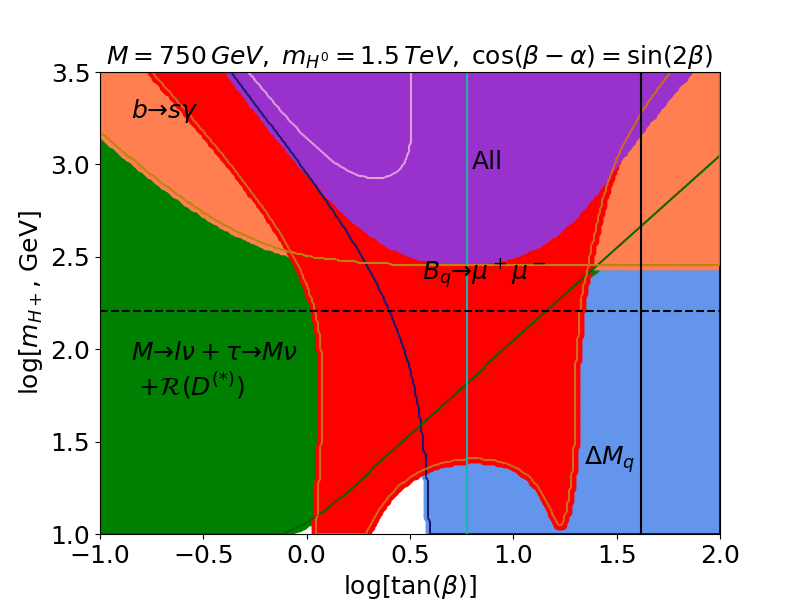 M = 750 GeV, m_{H^0} = 1.5 TeV, cos(β − α) = sin(2β)
3.5
3.0
2.5
2.0
1.5
1.0
log[m_{H+}, GeV]
b→sγ
All
B_q→μ^+ μ^−
M→lν + τ→Mν
+ℛ(D^{(*)})
ΔM_q
−1.0 −0.5 0.0 0.5 1.0 1.5 2.0
log[tan(β)]